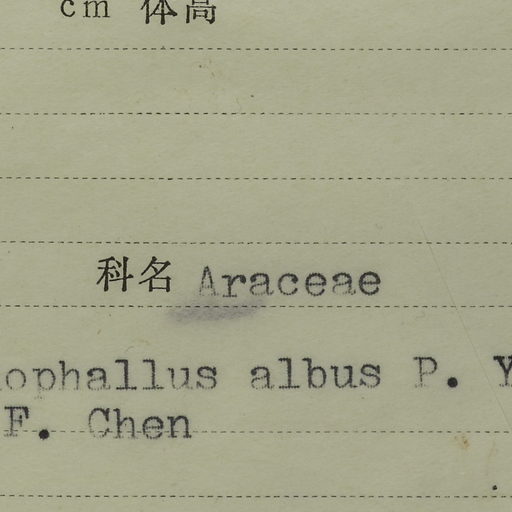 cm 体高
科名 Araceae
ophallus albus P. Y
F. Chen